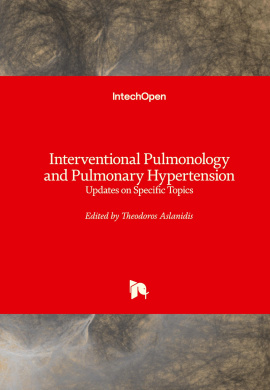 IntechOpen
Interventional Pulmonology
and Pulmonary Hypertension
Updates on Specific Topics
Edited by Theodoros Aslanidis